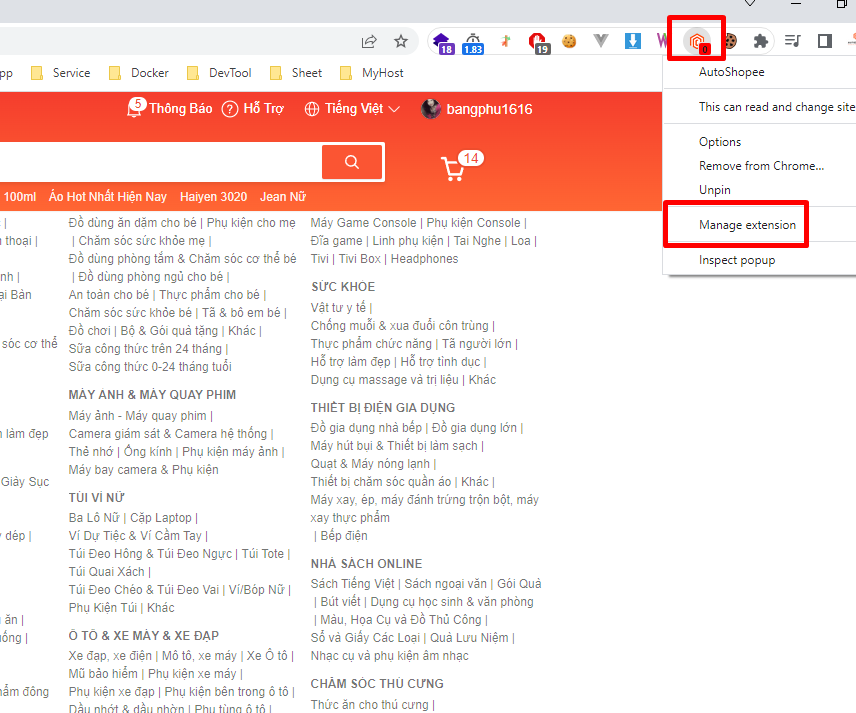 18
1.83
19
0
pp
Service
Docker
DevTool
Sheet
MyHost
AutoShopee
This can read and change site
Options
Remove from Chrome...
Unpin
Manage extension
Inspect popup
5 Thông Báo
Hỗ Trợ
Tiếng Việt
bangphu1616
14
100ml Áo Hot Nhất Hiện Nay Haiyen 3020 Jean Nữ
|
thoại |
nh |
ại Bàn
sóc cơ thể
n làm đẹp
Giày Sục
dép |
ăn |
uống |
hẩm đông
Đồ dùng ăn dặm cho bé | Phụ kiện cho mẹ
| Chăm sóc sức khỏe mẹ |
Đồ dùng phòng tắm & Chăm sóc cơ thể bé
| Đồ dùng phòng ngủ cho bé |
An toàn cho bé | Thực phẩm cho bé |
Chăm sóc sức khỏe bé | Tã & bô em bé |
Đồ chơi | Bộ & Gói quà tặng | Khác |
Sữa công thức trên 24 tháng |
Sữa công thức 0-24 tháng tuổi
MÁY ẢNH & MÁY QUAY PHIM
Máy ảnh - Máy quay phim |
Camera giám sát & Camera hệ thống |
Thẻ nhớ | Ống kính | Phụ kiện máy ảnh |
Máy bay camera & Phụ kiện
TÚI VÍ NỮ
Ba Lô Nữ | Cặp Laptop |
Ví Dự Tiệc & Ví Cầm Tay |
Túi Đeo Hông & Túi Đeo Ngực | Túi Tote |
Túi Quai Xách |
Túi Đeo Chéo & Túi Đeo Vai | Ví/Bóp Nữ |
Phụ Kiện Túi | Khác
Ô TÔ & XE MÁY & XE ĐẠP
Xe đạp, xe điện | Mô tô, xe máy | Xe Ô tô |
Mũ bảo hiểm | Phụ kiện xe máy |
Phụ kiện xe đạp | Phụ kiện bên trong ô tô |
Dầu nhớt & dầu nhờn | Phụ tùng ô tô |
Máy Game Console | Phụ kiện Console |
Đĩa game | Linh phụ kiện | Tai Nghe | Loa |
Tivi | Tivi Box | Headphones
SỨC KHỎE
Vật tư y tế |
Chống muỗi & xua đuổi côn trùng |
Thực phẩm chức năng | Tã người lớn |
Hỗ trợ làm đẹp | Hỗ trợ tình dục |
Dụng cụ massage và trị liệu | Khác
THIẾT BỊ ĐIỆN GIA DỤNG
Đồ gia dụng nhà bếp | Đồ gia dụng lớn |
Máy hút bụi & Thiết bị làm sạch |
Quạt & Máy nóng lạnh |
Thiết bị chăm sóc quần áo | Khác |
Máy xay, ép, máy đánh trứng trộn bột, máy
xay thực phẩm
| Bếp điện
NHÀ SÁCH ONLINE
Sách Tiếng Việt | Sách ngoại văn | Gói Quà
| Bút viết | Dụng cụ học sinh & văn phòng
| Màu, Họa Cụ và Đồ Thủ Công |
Sổ và Giấy Các Loại | Quà Lưu Niệm |
Nhạc cụ và phụ kiện âm nhạc
CHĂM SÓC THÚ CƯNG
Thức ăn cho thú cưng |